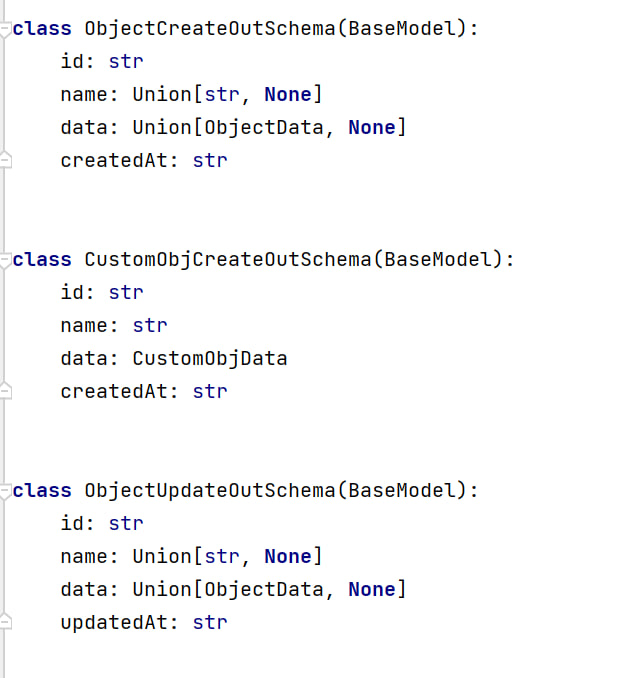 class ObjectCreateOutSchema(BaseModel):
    id: str
    name: Union[str, None]
    data: Union[ObjectData, None]
    createdAt: str
class CustomObjCreateOutSchema(BaseModel):
    id: str
    name: str
    data: CustomObjData
    createdAt: str
class ObjectUpdateOutSchema(BaseModel):
    id: str
    name: Union[str, None]
    data: Union[ObjectData, None]
    updatedAt: str